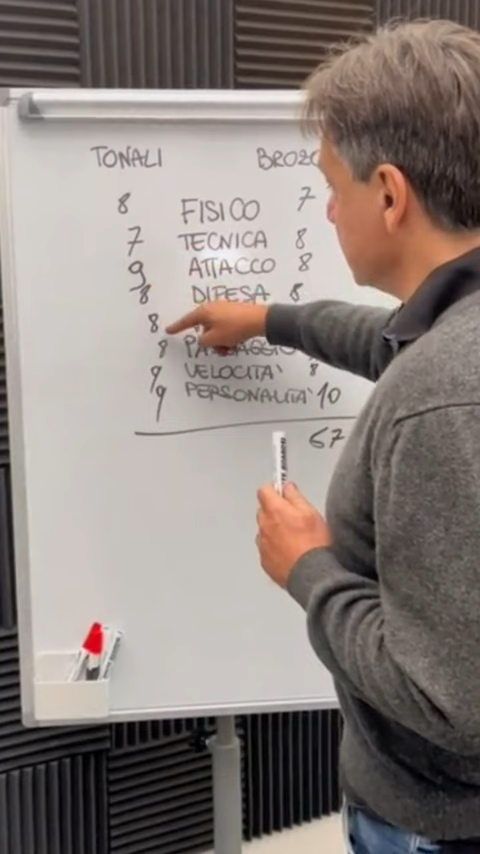 TONALI BROZO
8 FISICO 7
7 TECNICA 8
9 ATTACCO 8
8 DIFESA 8
8
8 PASSAGGIO
9 VELOCITA' 8
9 PERSONALITA' 10
67